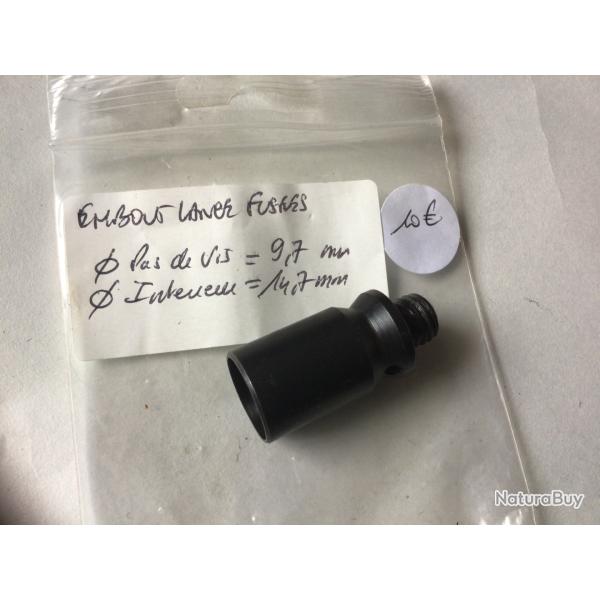 EMBOUT LANCE FUSEES
10€
Ø Pas de vis = 9,7 mm
Ø Interieur = 14,7 mm
NaturaBuy